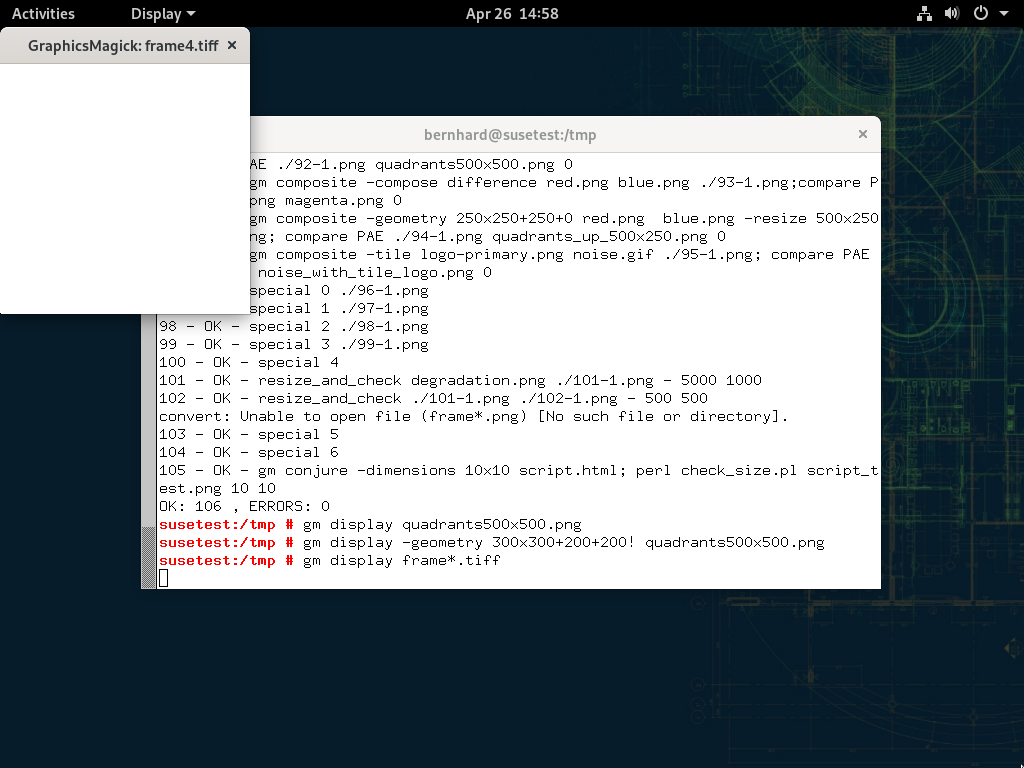 Activities
Display
Apr 26 14:58
GraphicsMagick: frame4.tiff
bernhard@susetest:/tmp
AE ./92-1.png quadrants500x500.png 0
gm composite -compose difference red.png blue.png ./93-1.png;compare P
png magenta.png 0
gm composite -geometry 250x250+250+0 red.png  blue.png -resize 500x250
ng; compare PAE ./94-1.png quadrants_up_500x250.png 0
gm composite -tile logo-primary.png noise.gif ./95-1.png; compare PAE
noise_with_tile_logo.png 0
special 0 ./96-1.png
special 1 ./97-1.png
98 - OK - special 2 ./98-1.png
99 - OK - special 3 ./99-1.png
100 - OK - special 4
101 - OK - resize_and_check degradation.png ./101-1.png - 5000 1000
102 - OK - resize_and_check ./101-1.png ./102-1.png - 500 500
convert: Unable to open file (frame*.png) [No such file or directory].
103 - OK - special 5
104 - OK - special 6
105 - OK - gm conjure -dimensions 10x10 script.html; perl check_size.pl script_t
est.png 10 10
OK: 106 , ERRORS: 0
susetest:/tmp # gm display quadrants500x500.png
susetest:/tmp # gm display -geometry 300x300+200+200! quadrants500x500.png
susetest:/tmp # gm display frame*.tiff